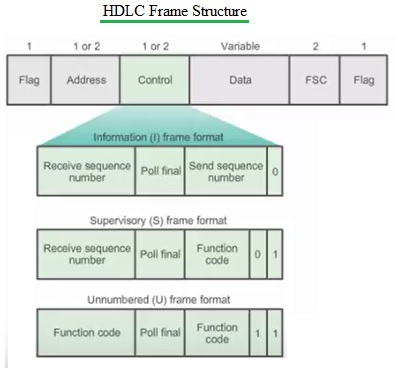 HDLC Frame Structure
1 1 or 2 1 or 2 Variable 2 1
Flag Address Control Data FSC Flag
Information (I) frame format
Receive sequence number Poll final Send sequence number 0
Supervisory (S) frame format
Receive sequence number Poll final Function code 0 1
Unnumbered (U) frame format
Function code Poll final Function code 1 1